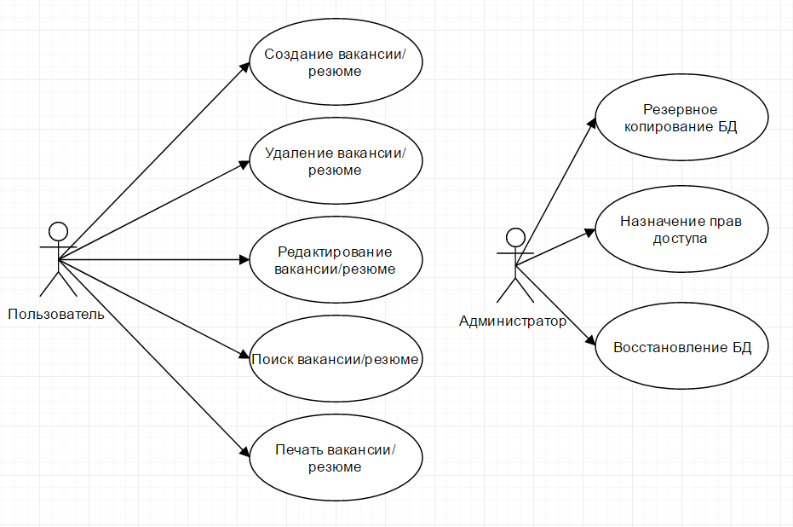 Создание вакансии/
резюме
Удаление вакансии/
резюме
Редактирование
вакансии/резюме
Поиск вакансии/резюме
Печать вакансии/
резюме
Пользователь
Резервное
копирование БД
Назначение прав
доступа
Восстановление БД
Администратор